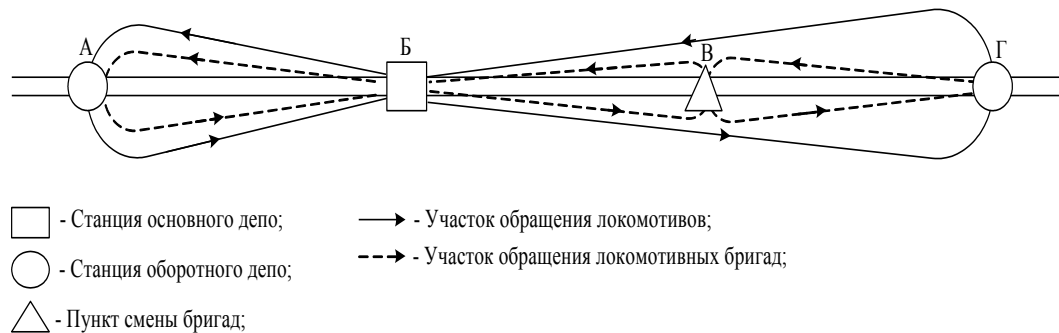 А
Б
В
Г
- Станция основного депо;
- Участок обращения локомотивов;
- Станция оборотного депо;
- Участок обращения локомотивных бригад;
- Пункт смены бригад;